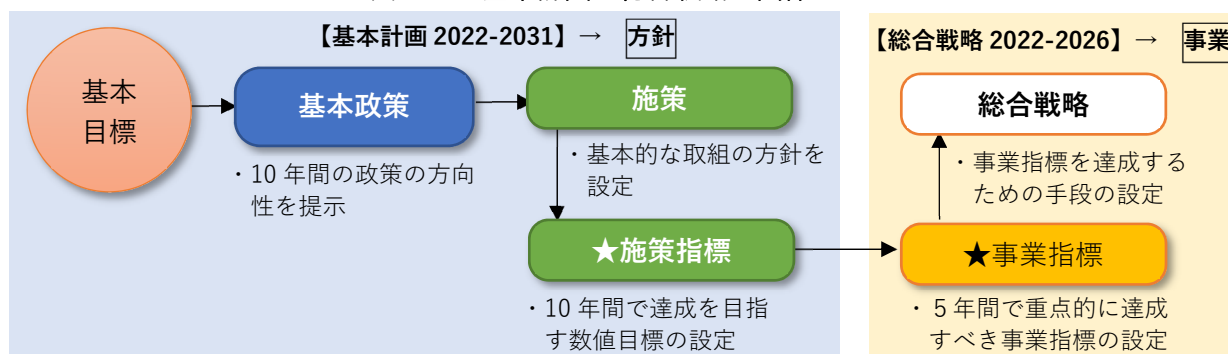 【基本計画 2022-2031】→ 方針
基本
目標
基本政策
・10 年間の政策の方向
性を提示
施策
・基本的な取組の方針を
設定
★施策指標
・10 年間で達成を目指
す数値目標の設定
【総合戦略 2022-2026】→ 事業
総合戦略
・事業指標を達成する
ための手段の設定
★事業指標
・５年間で重点的に達成
すべき事業指標の設定